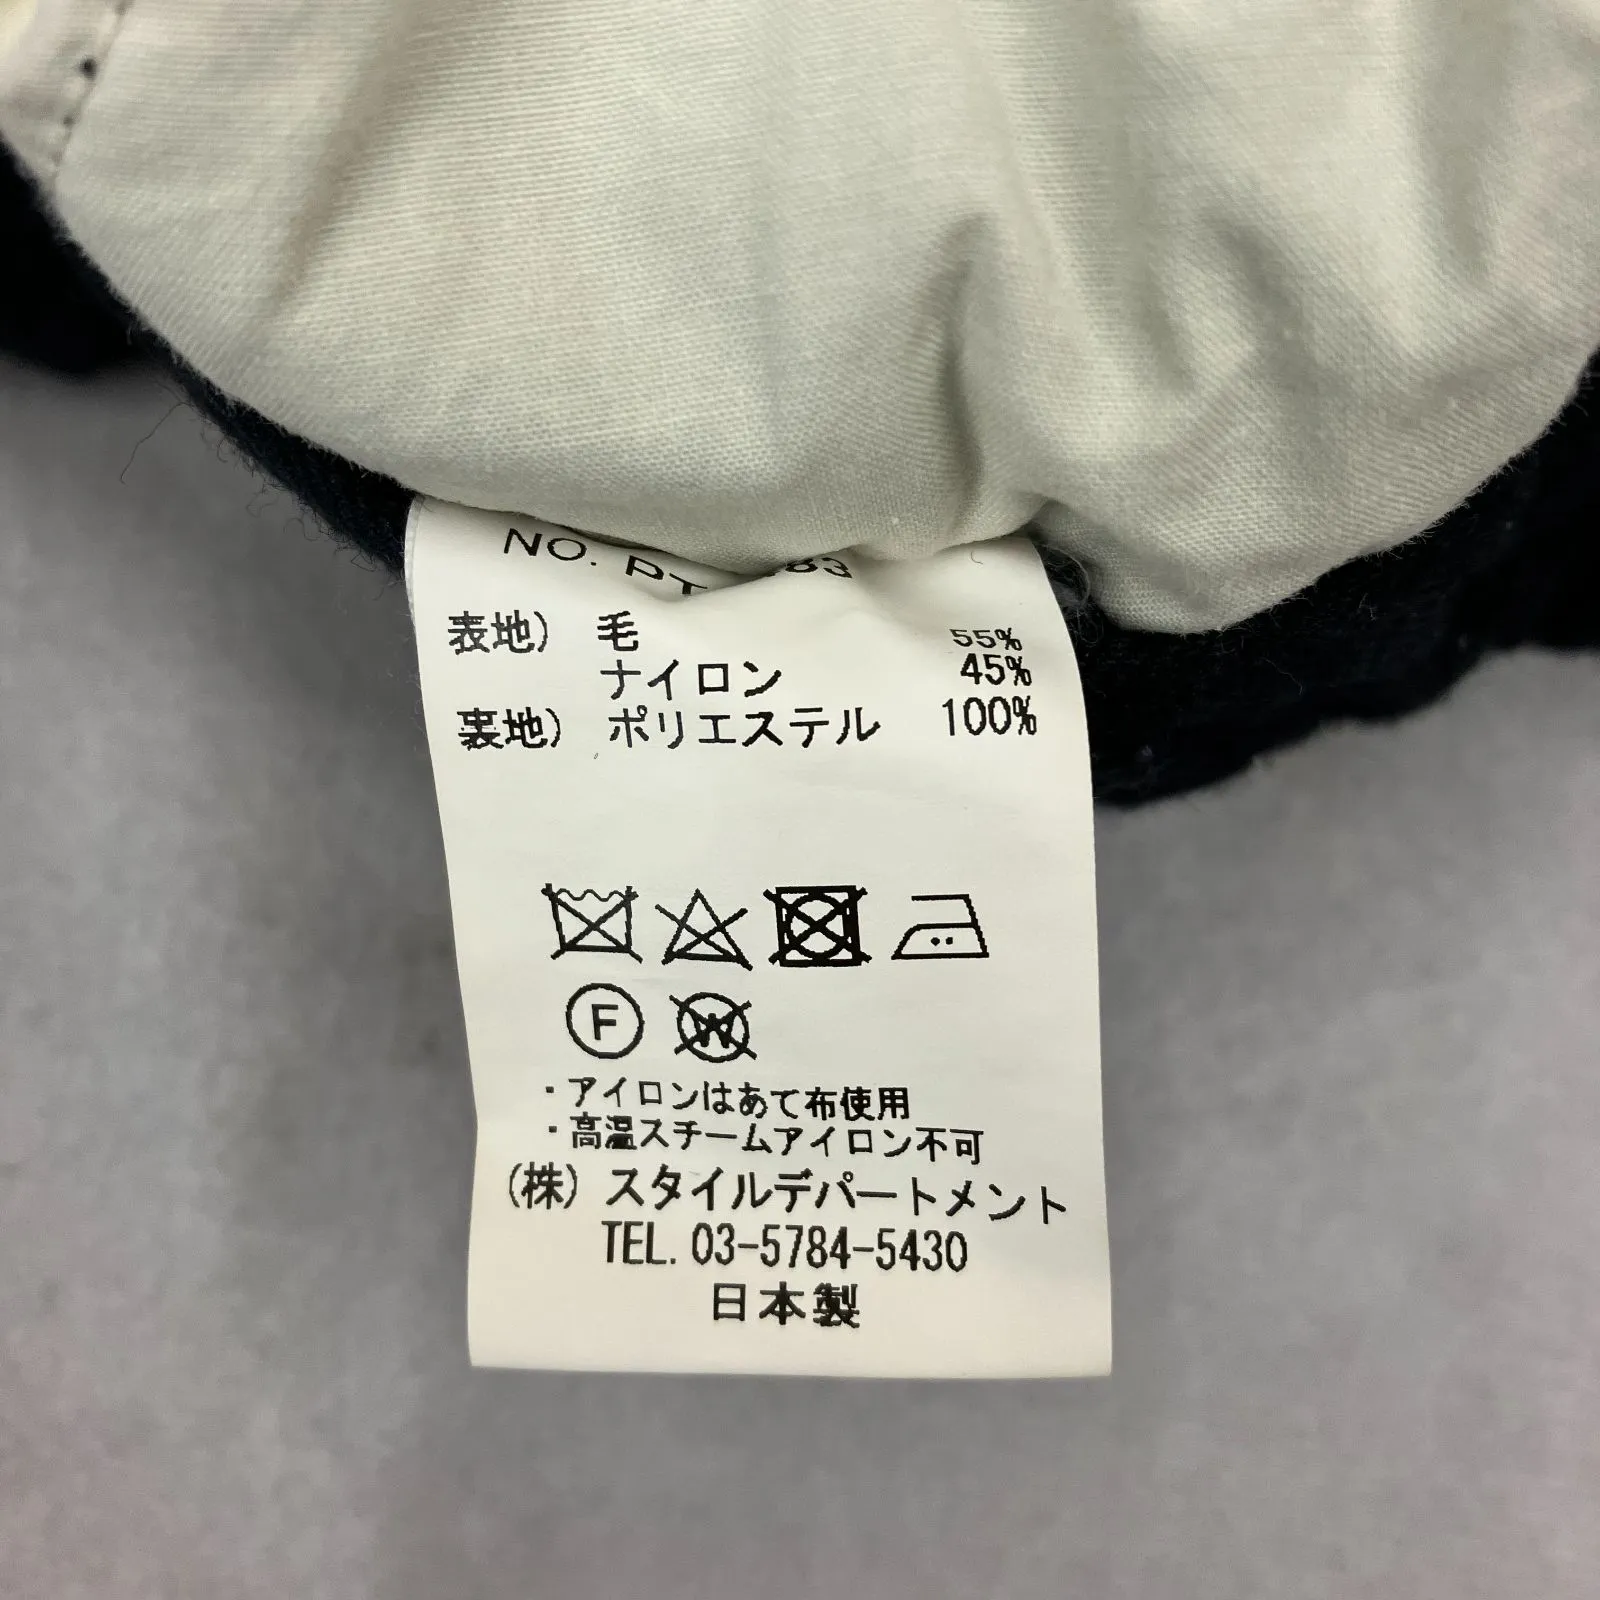 NO.
表地) 毛 55%
ナイロン 45%
裏地) ポリエステル 100%
F W
・アイロンはあて布使用
・高温スチームアイロン不可
(株) スタイルデパートメント
TEL. 03-5784-5430
日本製